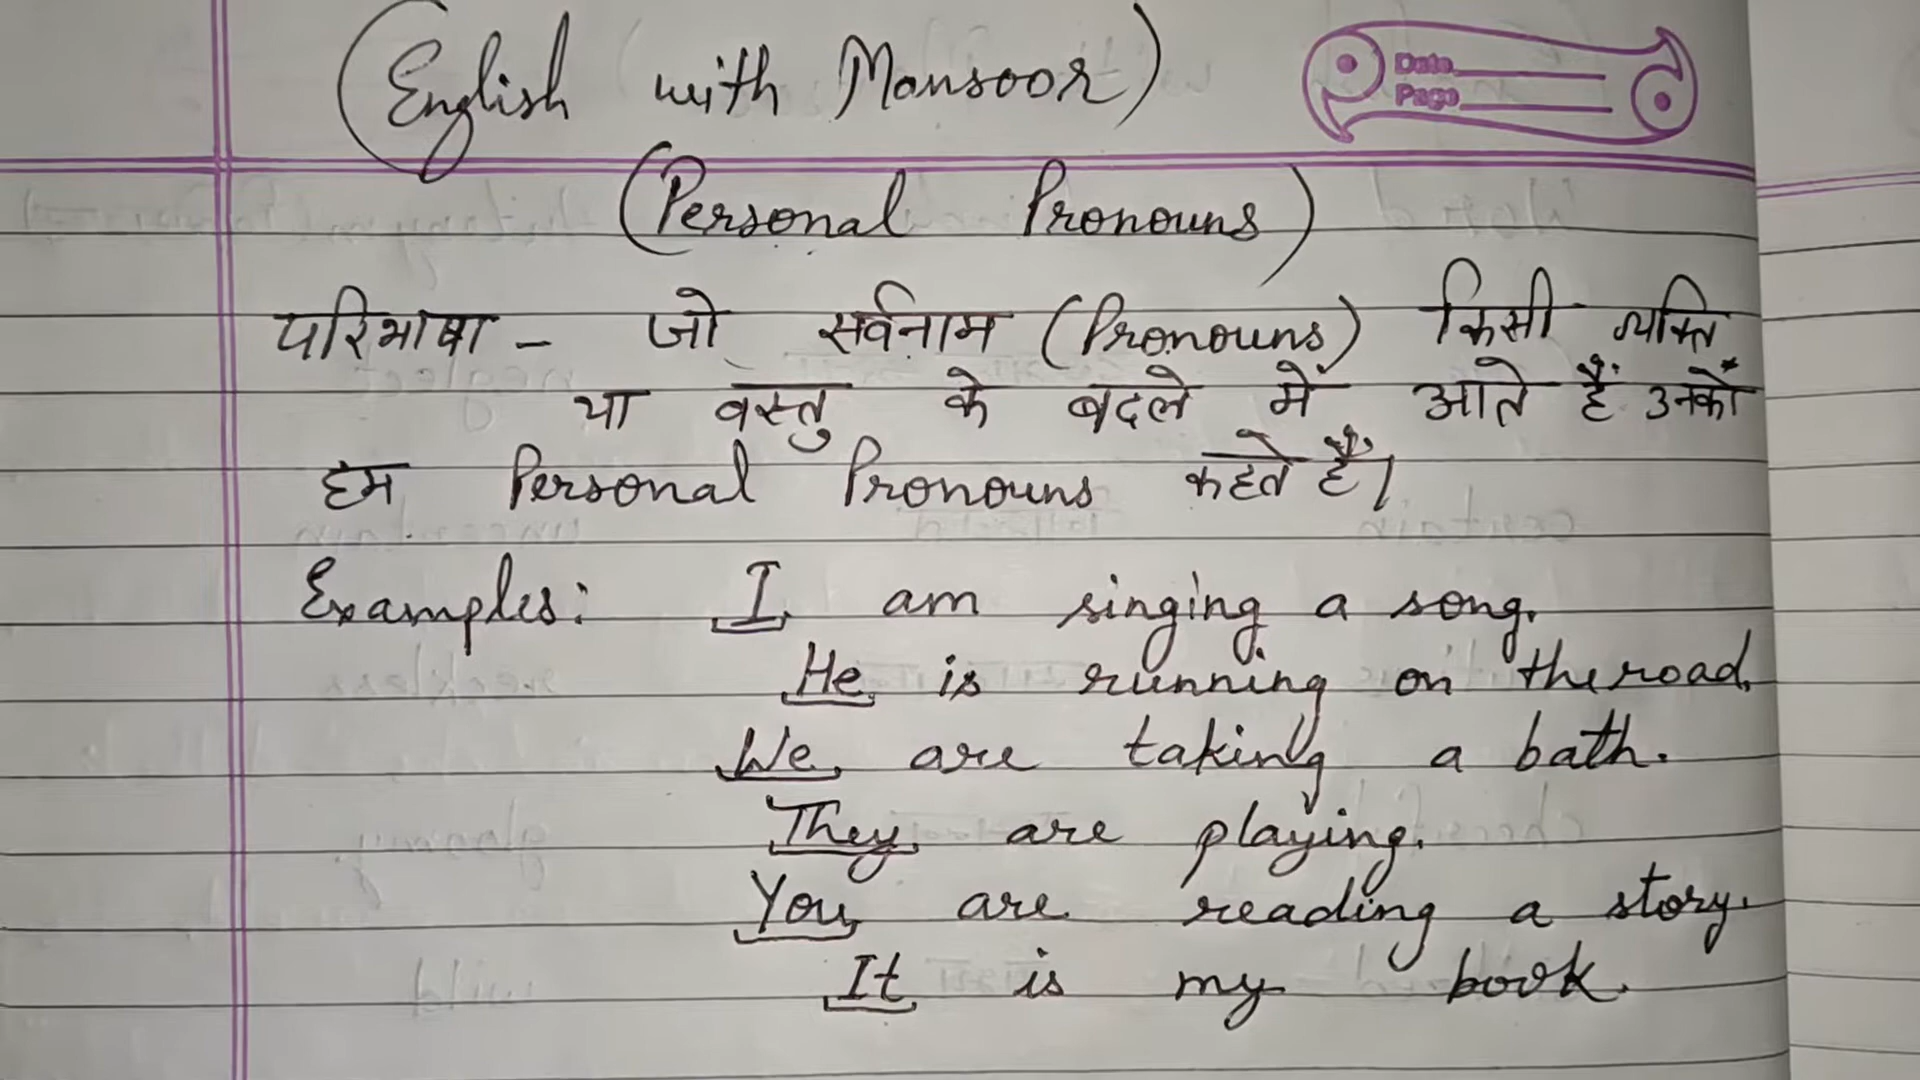 (English with Mansoor)
Date
Page
(Personal Pronouns)
परिभाषा - जो सर्वनाम (Pronouns) किसी व्यक्ति
या वस्तु के बदले में आते हैं उनको
हम Personal Pronouns कहते हैं।
Examples: I am singing a song.
He is running on the road.
We are taking a bath.
They are playing.
You are reading a story.
It is my book.